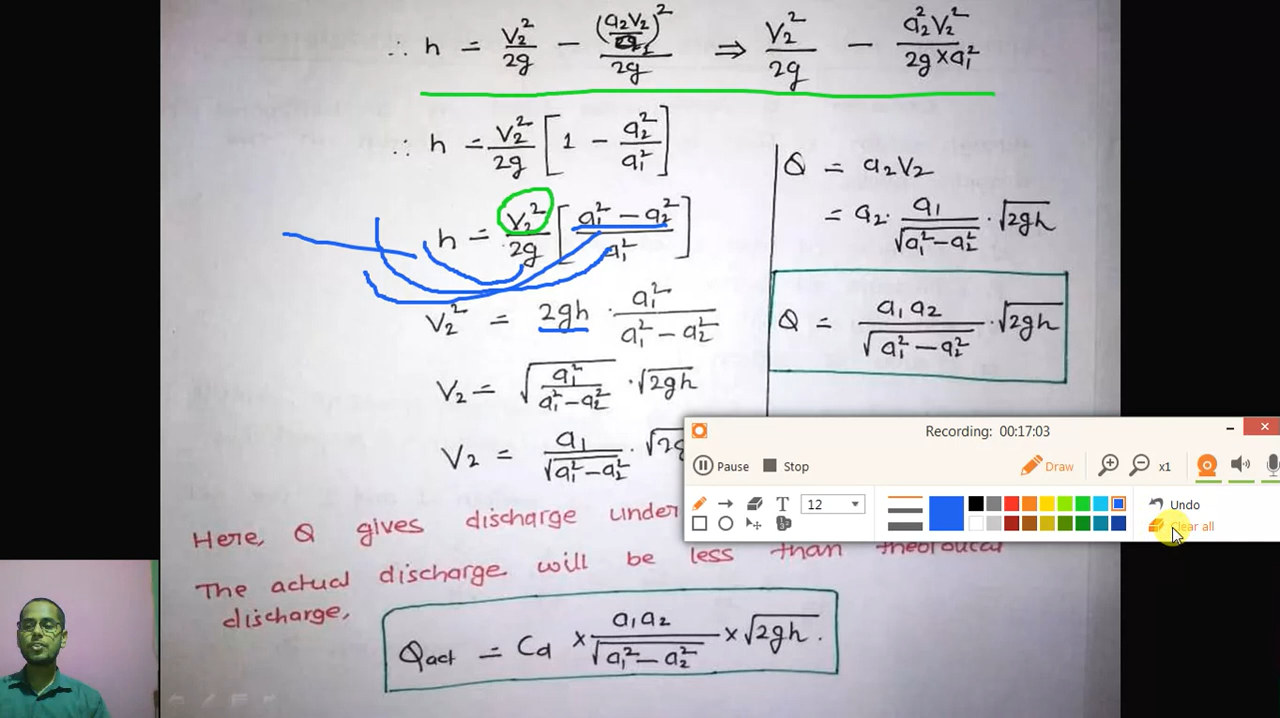 ∴ h = V₂²/2g − (a₂V₂/a₁)²/2g ⇒ V₂²/2g − a₂²V₂²/2g×a₁²
∴ h = V₂²/2g [1 − a₂²/a₁²]
h = V₂²/2g [a₁² − a₂²/a₁²]
V₂² = 2gh · a₁²/a₁² − a₂²
V₂ = √a₁²/a₁²−a₂² · √2gh
V₂ = a₁/√a₁²−a₂² · √2g
Q = a₂V₂
= a₂· a₁/√a₁²−a₂² · √2gh
Q = a₁a₂/√a₁²−a₂² · √2gh
Recording: 00:17:03
Pause Stop Draw x1
T 12 Undo
Clear all
Here, Q gives discharge under
The actual discharge will be less than
discharge,
Qact = Cd × a₁a₂/√a₁²−a₂² × √2gh.